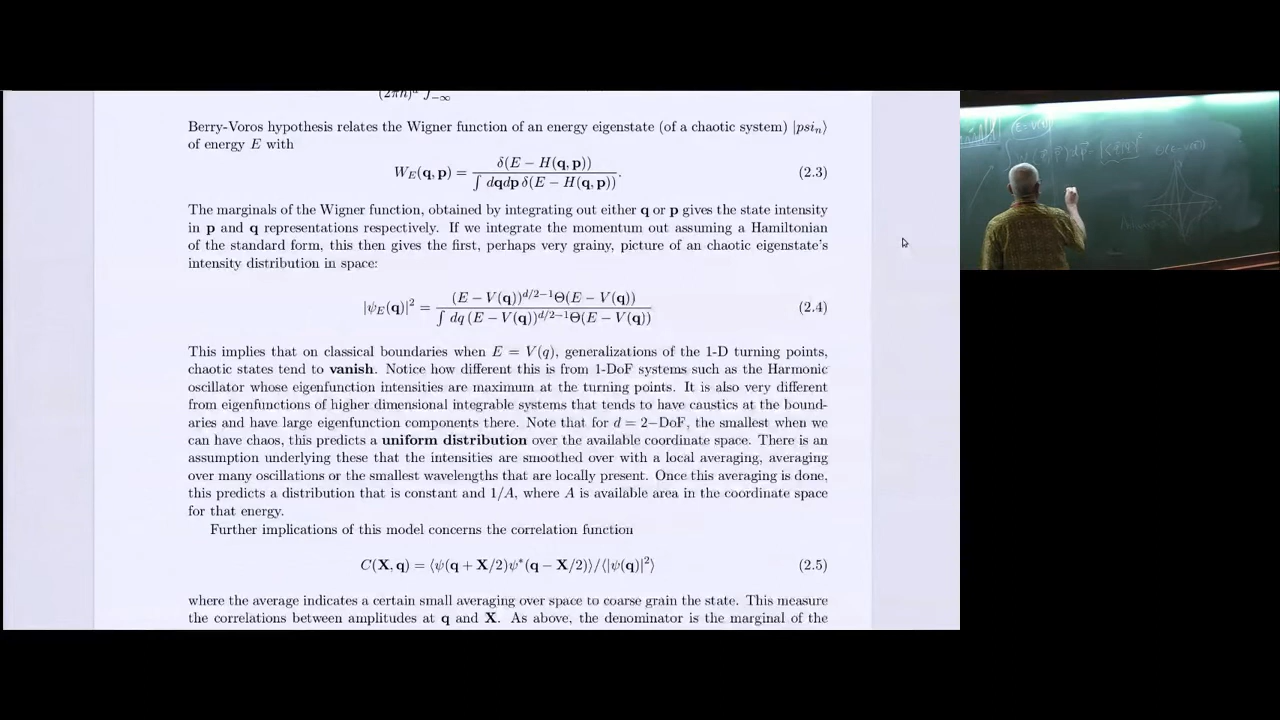 Berry-Voros hypothesis relates the Wigner function of an energy eigenstate (of a chaotic system) |psi_n⟩
of energy E with
W_E(q, p) = δ(E − H(q, p)) / ∫ dqdp δ(E − H(q, p)). (2.3)
The marginals of the Wigner function, obtained by integrating out either q or p gives the state intensity
in p and q representations respectively. If we integrate the momentum out assuming a Hamiltonian
of the standard form, this then gives the first, perhaps very grainy, picture of an chaotic eigenstate's
intensity distribution in space:
|ψ_E(q)|² = (E − V(q))^{d/2−1}Θ(E − V(q)) / ∫ dq (E − V(q))^{d/2−1}Θ(E − V(q)) (2.4)
This implies that on classical boundaries when E = V(q), generalizations of the 1-D turning points,
chaotic states tend to vanish. Notice how different this is from 1-DoF systems such as the Harmonic
oscillator whose eigenfunction intensities are maximum at the turning points. It is also very different
from eigenfunctions of higher dimensional integrable systems that tends to have caustics at the bound-
aries and have large eigenfunction components there. Note that for d = 2−DoF, the smallest when we
can have chaos, this predicts a uniform distribution over the available coordinate space. There is an
assumption underlying these that the intensities are smoothed over with a local averaging, averaging
over many oscillations or the smallest wavelengths that are locally present. Once this averaging is done,
this predicts a distribution that is constant and 1/A, where A is available area in the coordinate space
for that energy.
Further implications of this model concerns the correlation function
C(X, q) = ⟨ψ(q + X/2)ψ*(q − X/2)⟩/⟨|ψ(q)|²⟩ (2.5)
where the average indicates a certain small averaging over space to coarse grain the state. This measure
the correlations between amplitudes at q and X. As above, the denominator is the marginal of the